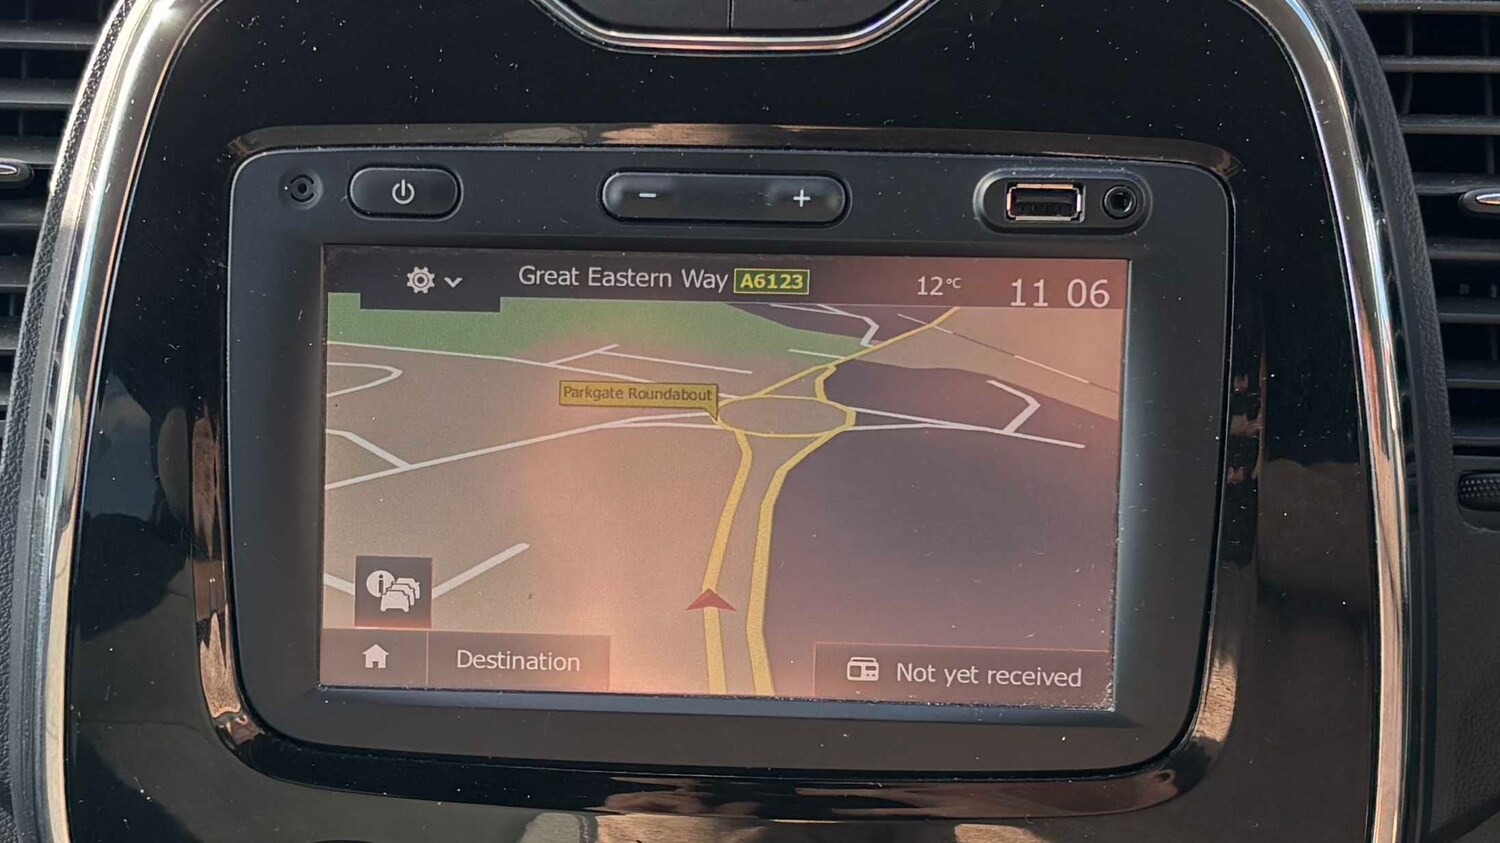 − +
Great Eastern Way A6123 12°C 11 06
Parkgate Roundabout
i
Destination
Not yet received